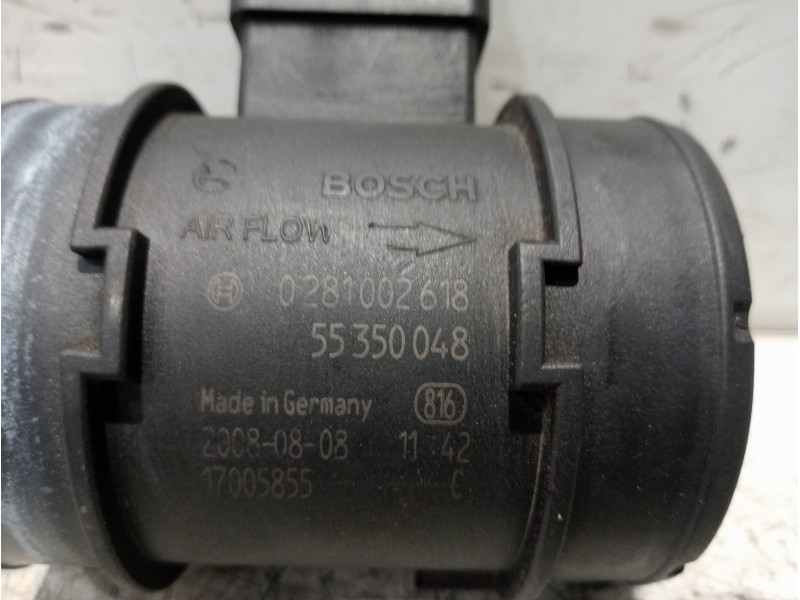 BOSCH
AIR FLOW
0 281 002 618
55 350 048
Made in Germany 816
2008-08-08 11 42
17005855 C